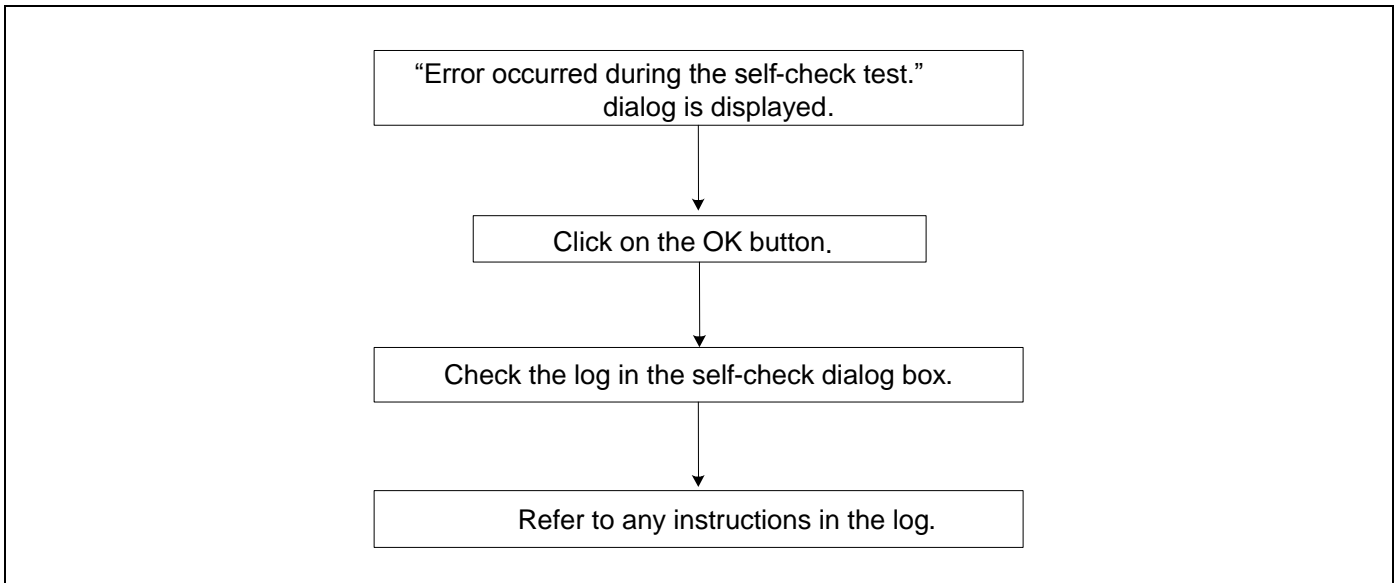 “Error occurred during the self-check test.”
dialog is displayed.
Click on the OK button.
Check the log in the self-check dialog box.
Refer to any instructions in the log.